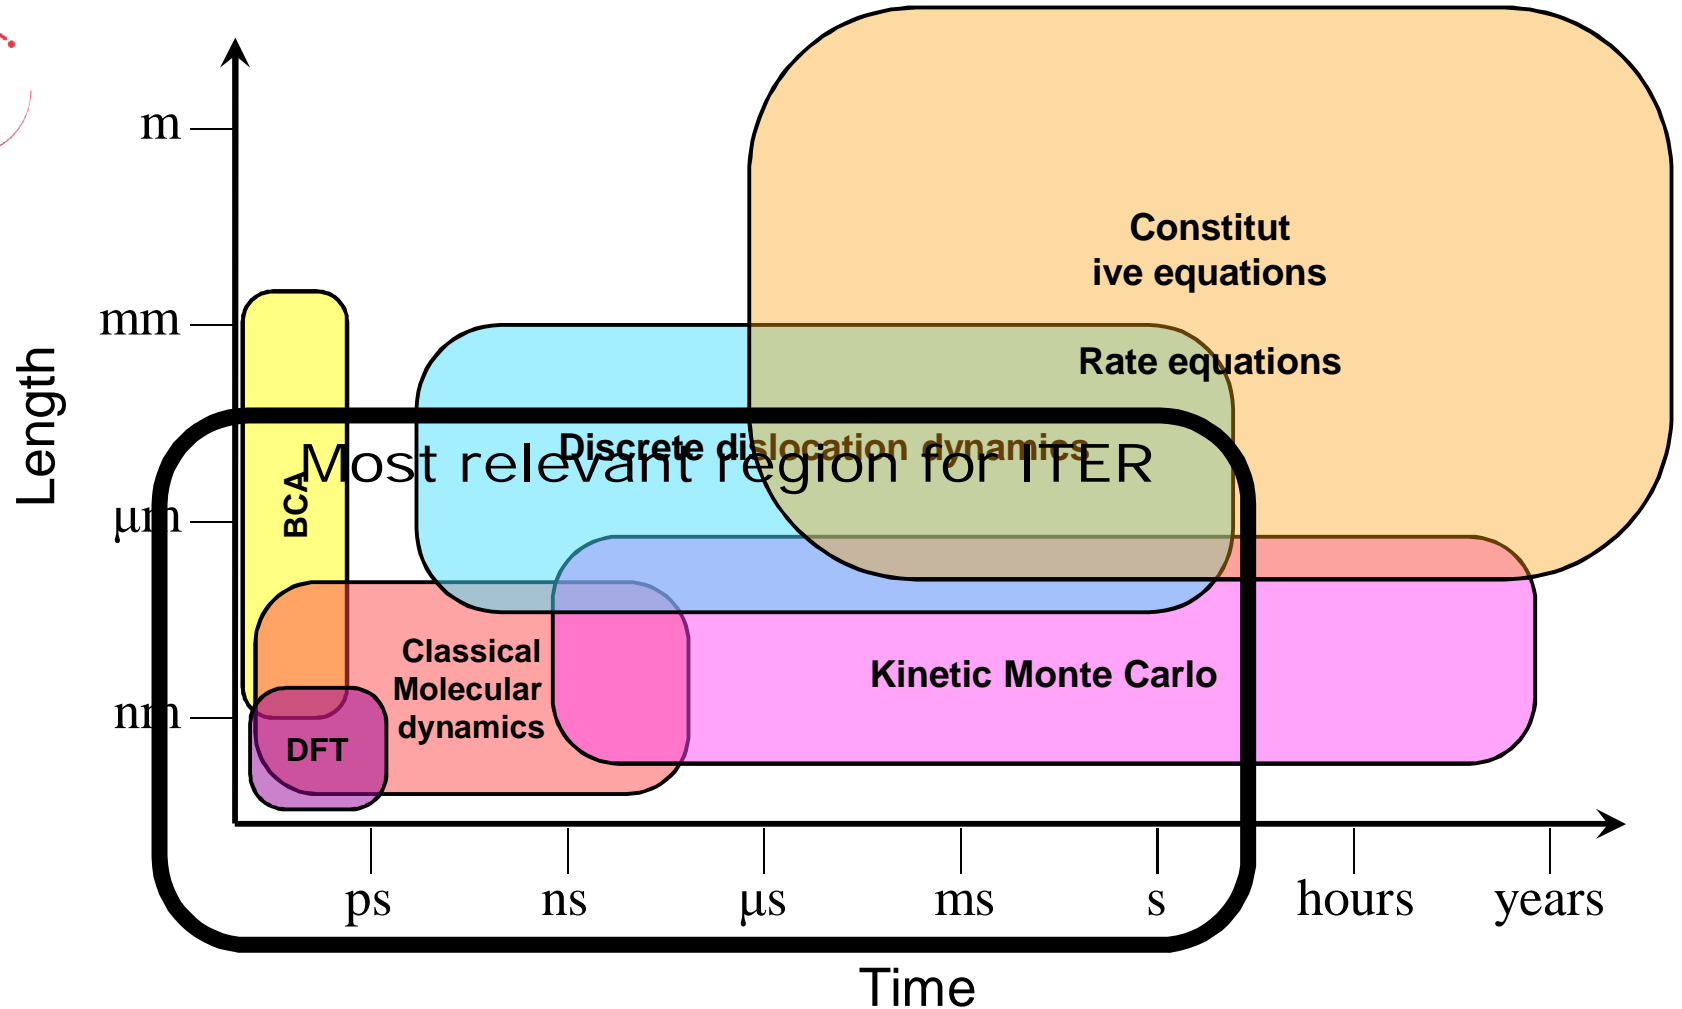 m
Constitut
ive equations
mm
Rate equations
Length
Discrete dislocation dynamics
Most relevant region for ITER
BCA
μm
Classical
Molecular
dynamics
Kinetic Monte Carlo
nm
DFT
ps ns μs ms s hours years
Time